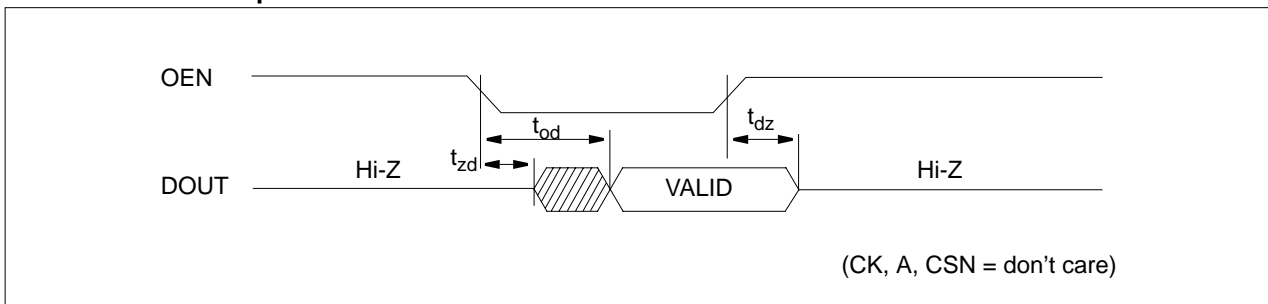 OEN
t_od
t_dz
t_zd
Hi-Z
Hi-Z
DOUT
VALID
(CK, A, CSN = don't care)